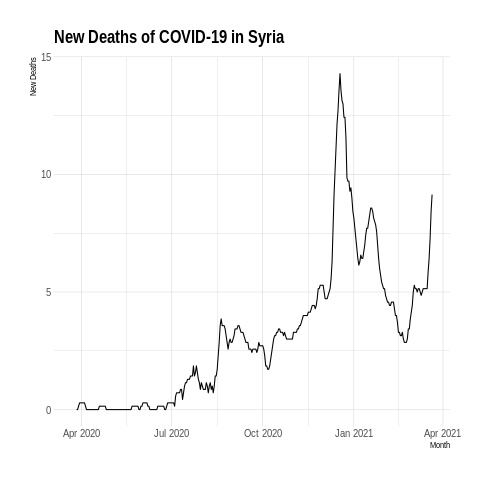 New Deaths of COVID-19 in Syria
New Deaths
15
10
5
0
Apr 2020 Jul 2020 Oct 2020 Jan 2021 Apr 2021
Month